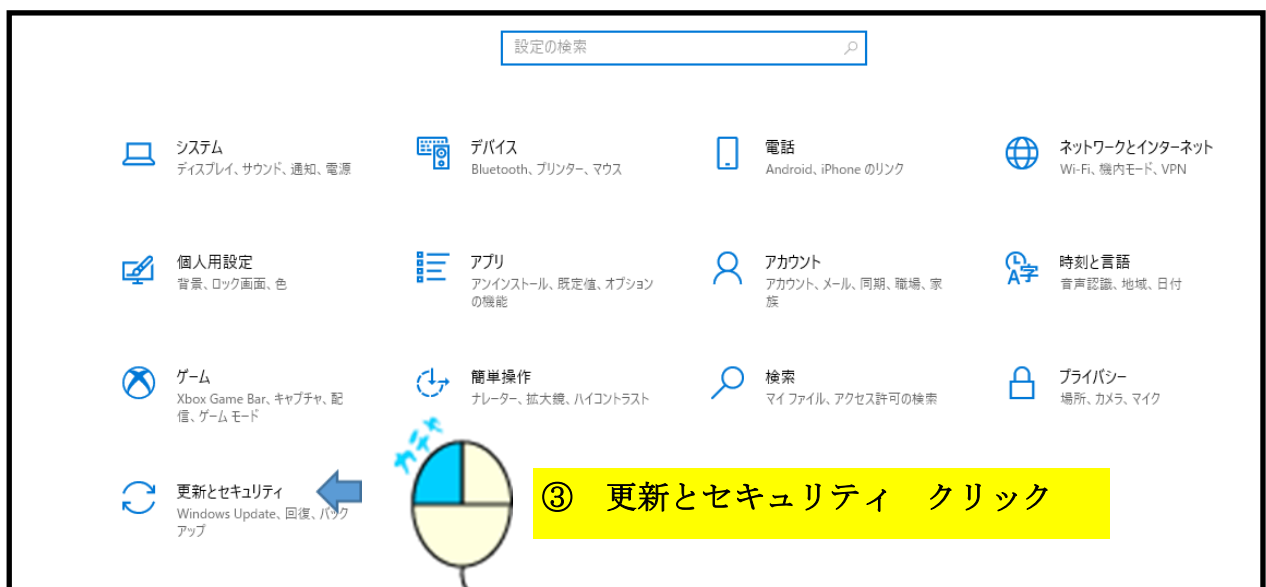 設定の検索
システム
ディスプレイ、サウンド、通知、電源
デバイス
Bluetooth、プリンター、マウス
電話
Android、iPhone のリンク
ネットワークとインターネット
Wi-Fi、機内モード、VPN
個人用設定
背景、ロック画面、色
アプリ
アンインストール、既定値、オプション
の機能
アカウント
アカウント、メール、同期、職場、家
族
時刻と言語
音声認識、地域、日付
ゲーム
Xbox Game Bar、キャプチャ、配
信、ゲーム モード
簡単操作
ナレーター、拡大鏡、ハイコントラスト
検索
マイ ファイル、アクセス許可の検索
プライバシー
場所、カメラ、マイク
更新とセキュリティ
Windows Update、回復、バック
アップ
カチャ
③　更新とセキュリティ　クリック